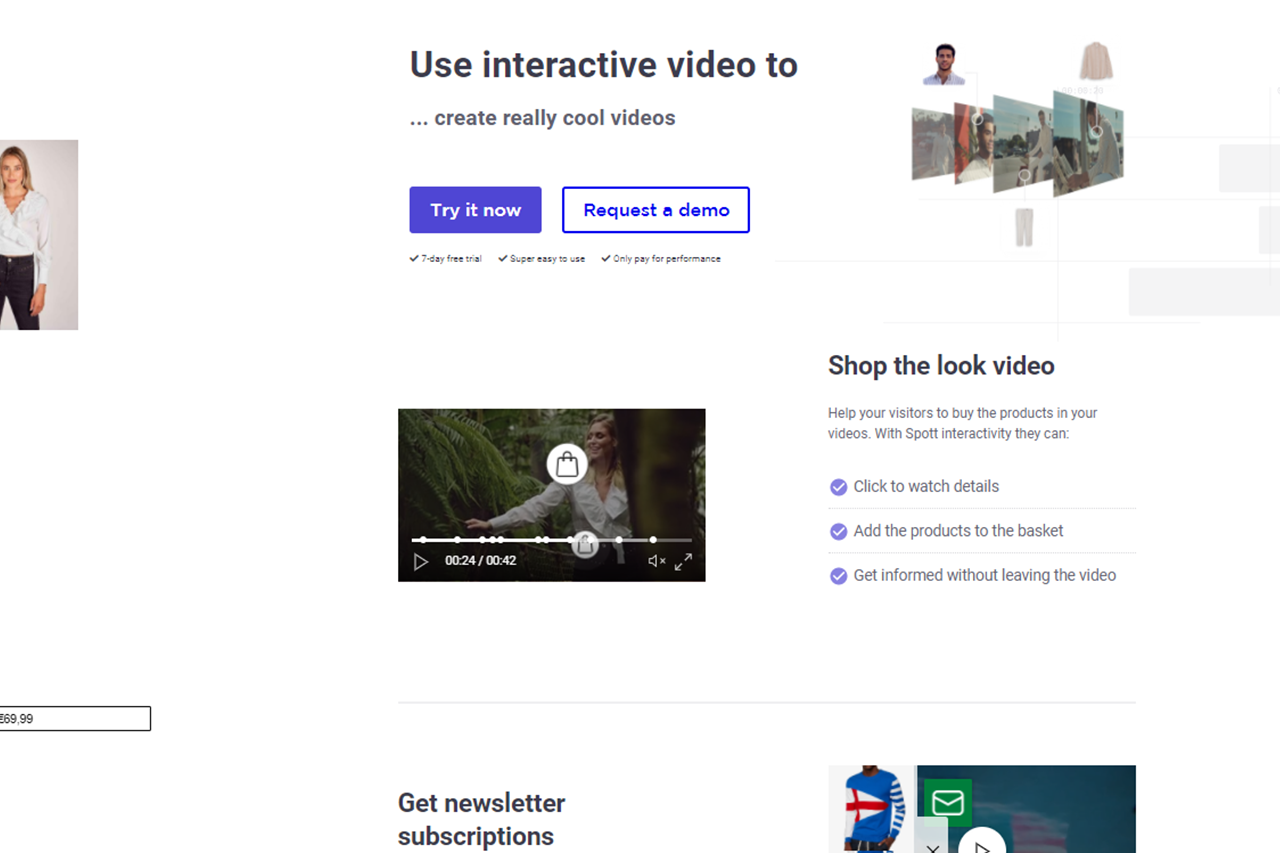 Use interactive video to
... create really cool videos
Try it now
Request a demo
7-day free trial
Super easy to use
Only pay for performance
00:00:20
Shop the look video
Help your visitors to buy the products in your
videos. With Spott interactivity they can:
Click to watch details
Add the products to the basket
Get informed without leaving the video
00:24 / 00:42
€69,99
Get newsletter
subscriptions